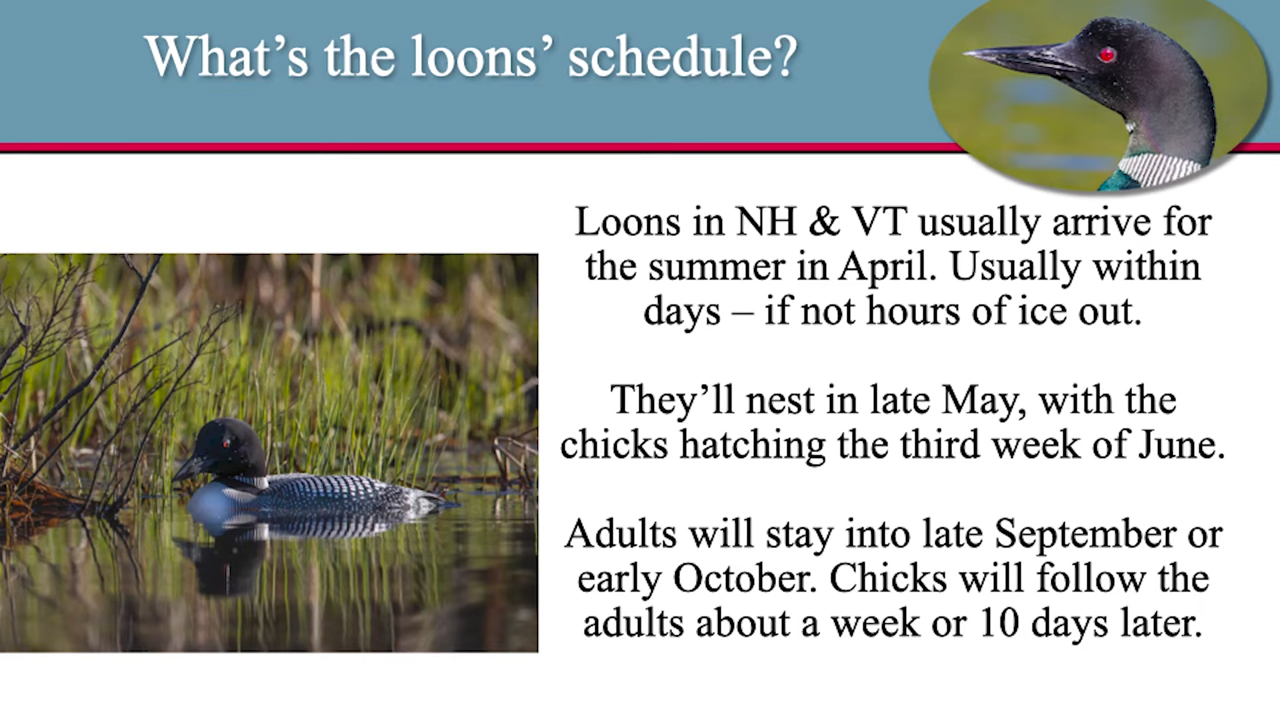 What’s the loons’ schedule?
Loons in NH & VT usually arrive for
the summer in April. Usually within
days – if not hours of ice out.
They’ll nest in late May, with the
chicks hatching the third week of June.
Adults will stay into late September or
early October. Chicks will follow the
adults about a week or 10 days later.